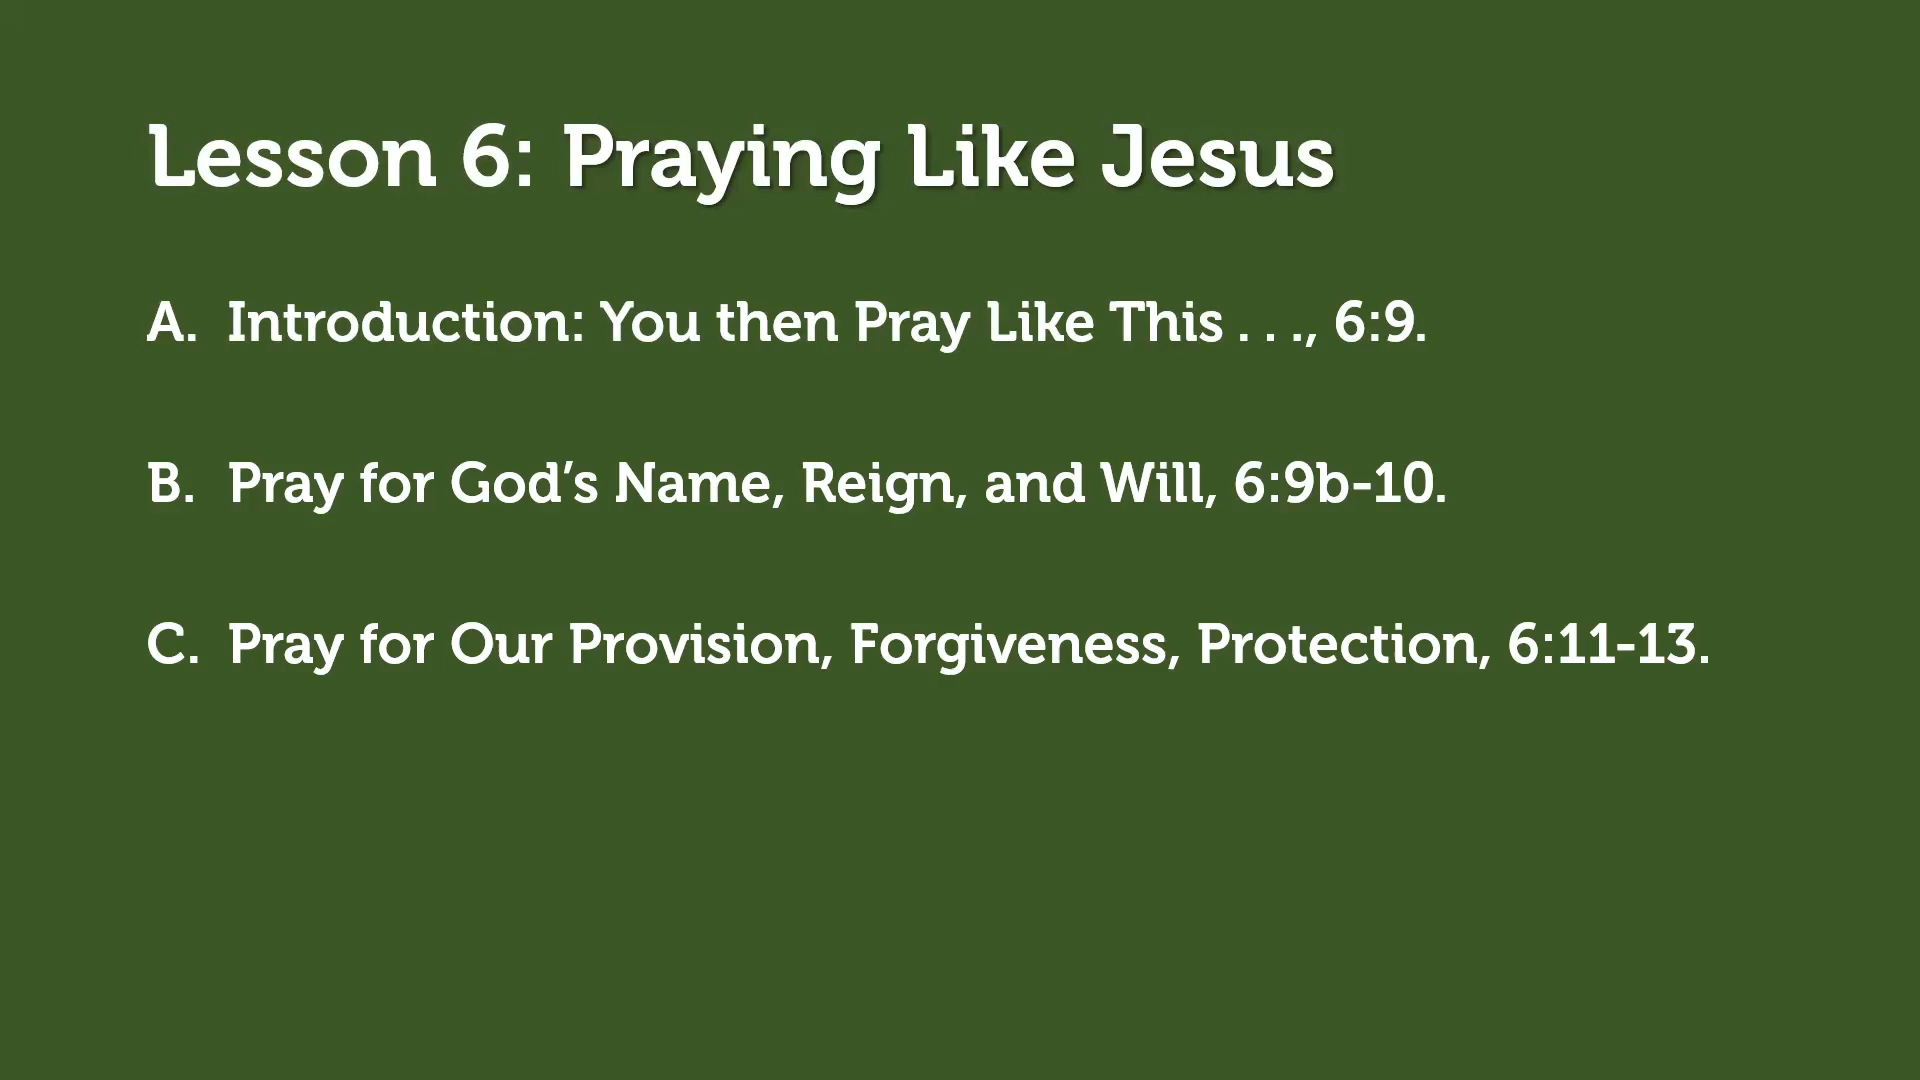 Lesson 6: Praying Like Jesus
A. Introduction: You then Pray Like This . . ., 6:9.
B. Pray for God’s Name, Reign, and Will, 6:9b-10.
C. Pray for Our Provision, Forgiveness, Protection, 6:11-13.